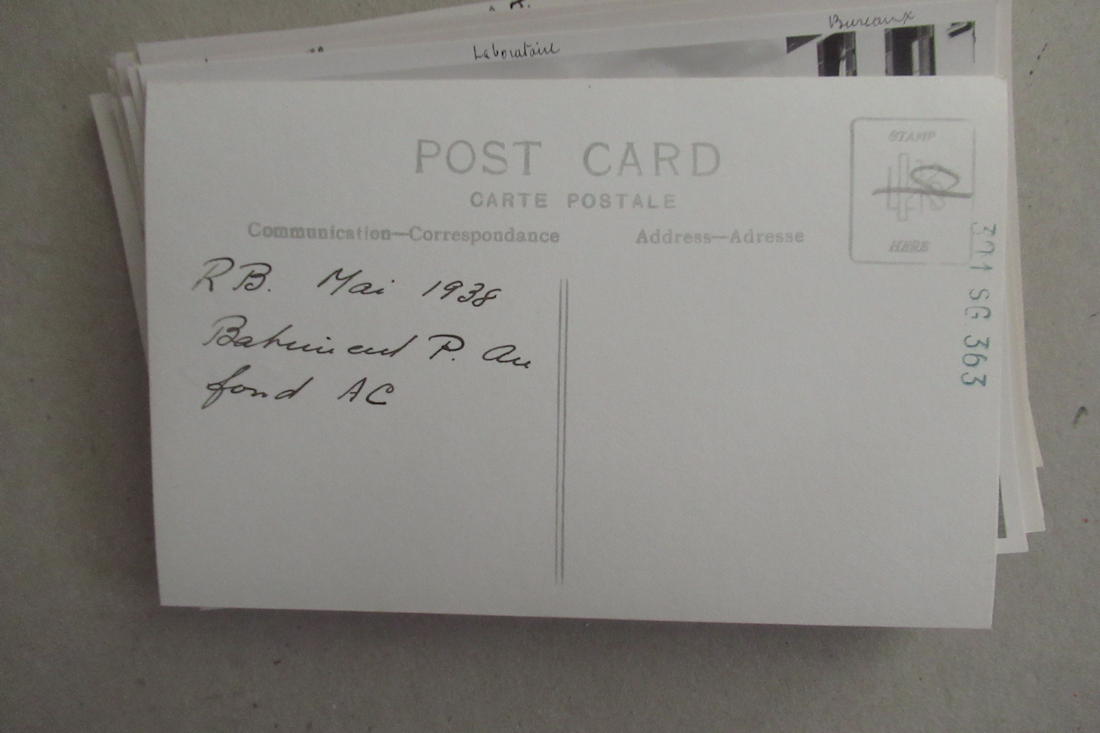 Bureaux
Laboratoire
POST CARD
CARTE POSTALE
Communication—Correspondance
Address—Adresse
STAMP
HERE
RB. Mai 1938
Batiment P. Au
fond AC
SG 363